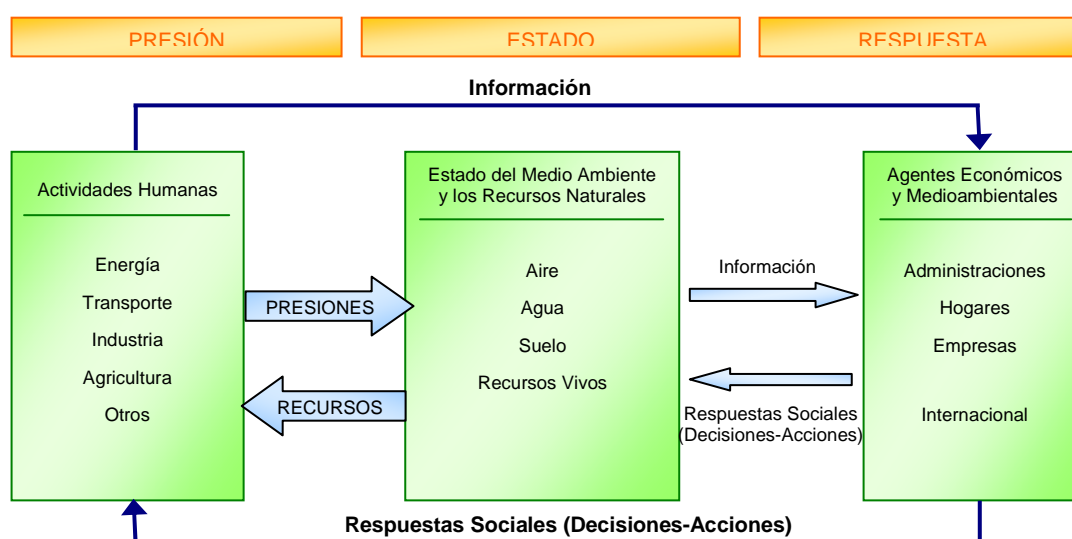 PRESIÓN
ESTADO
RESPUESTA
Información
Actividades Humanas
Energía
Transporte
Industria
Agricultura
Otros
PRESIONES
RECURSOS
Estado del Medio Ambiente
y los Recursos Naturales
Aire
Agua
Suelo
Recursos Vivos
Información
Respuestas Sociales
(Decisiones-Acciones)
Agentes Económicos
y Medioambientales
Administraciones
Hogares
Empresas
Internacional
Respuestas Sociales (Decisiones-Acciones)